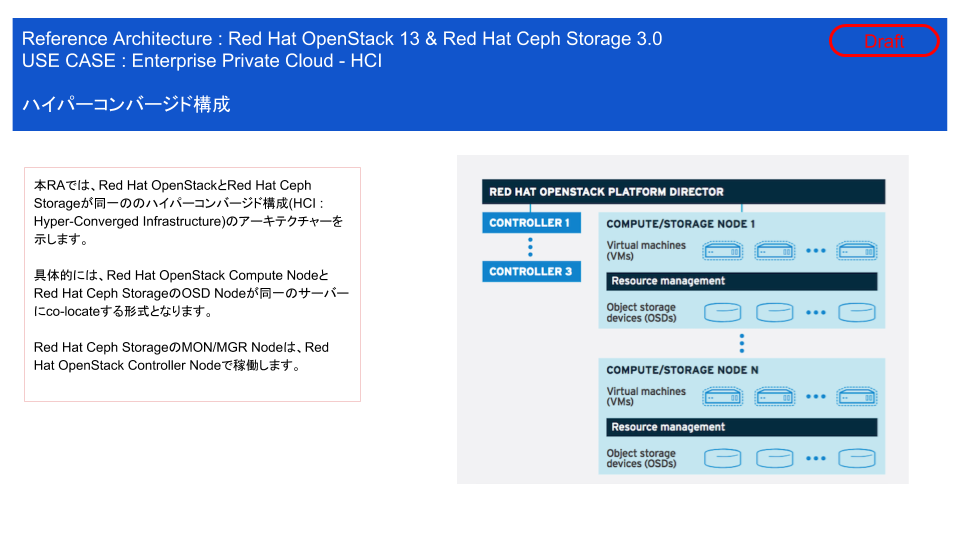 Reference Architecture : Red Hat OpenStack 13 & Red Hat Ceph Storage 3.0
USE CASE : Enterprise Private Cloud - HCI
Draft
ハイパーコンバージド構成
本RAでは、Red Hat OpenStackとRed Hat Ceph
Storageが同一ののハイパーコンバージド構成(HCI :
Hyper-Converged Infrastructure)のアーキテクチャーを
示します。
具体的には、Red Hat OpenStack Compute Nodeと
Red Hat Ceph StorageのOSD Nodeが同一のサーバー
にco-locateする形式となります。
Red Hat Ceph StorageのMON/MGR Nodeは、Red
Hat OpenStack Controller Nodeで稼働します。
RED HAT OPENSTACK PLATFORM DIRECTOR
CONTROLLER 1
CONTROLLER 3
COMPUTE/STORAGE NODE 1
Virtual machines
(VMs)
Resource management
Object storage
devices (OSDs)
COMPUTE/STORAGE NODE N
Virtual machines
(VMs)
Resource management
Object storage
devices (OSDs)